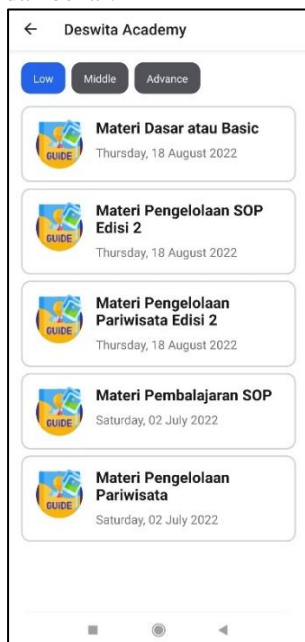 Deswita Academy
Low Middle Advance
Materi Dasar atau Basic
Thursday, 18 August 2022
GUIDE
Materi Pengelolaan SOP
Edisi 2
Thursday, 18 August 2022
GUIDE
Materi Pengelolaan
Pariwisata Edisi 2
Thursday, 18 August 2022
GUIDE
Materi Pembalajaran SOP
Saturday, 02 July 2022
GUIDE
Materi Pengelolaan
Pariwisata
Saturday, 02 July 2022
GUIDE